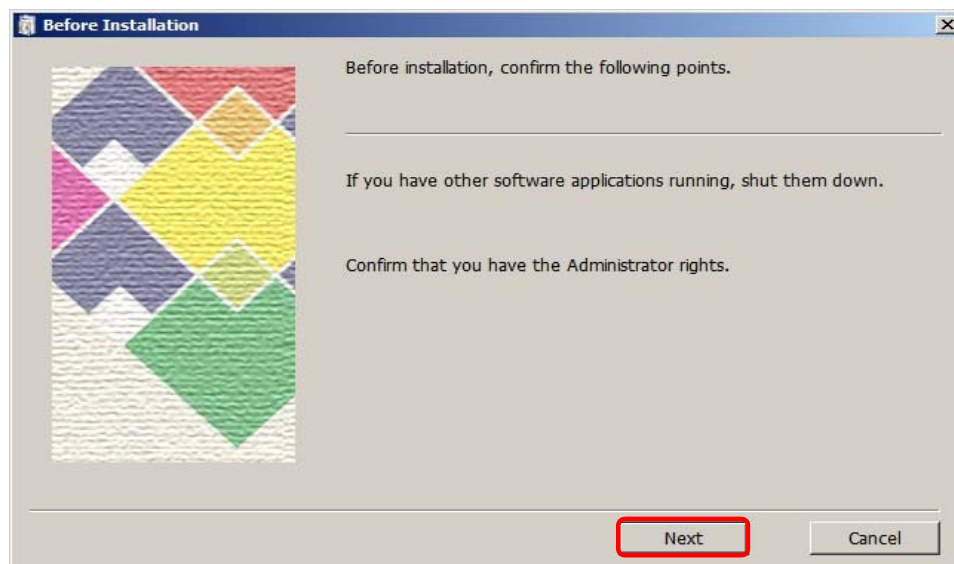 Before Installation
Before installation, confirm the following points.
If you have other software applications running, shut them down.
Confirm that you have the Administrator rights.
Next
Cancel